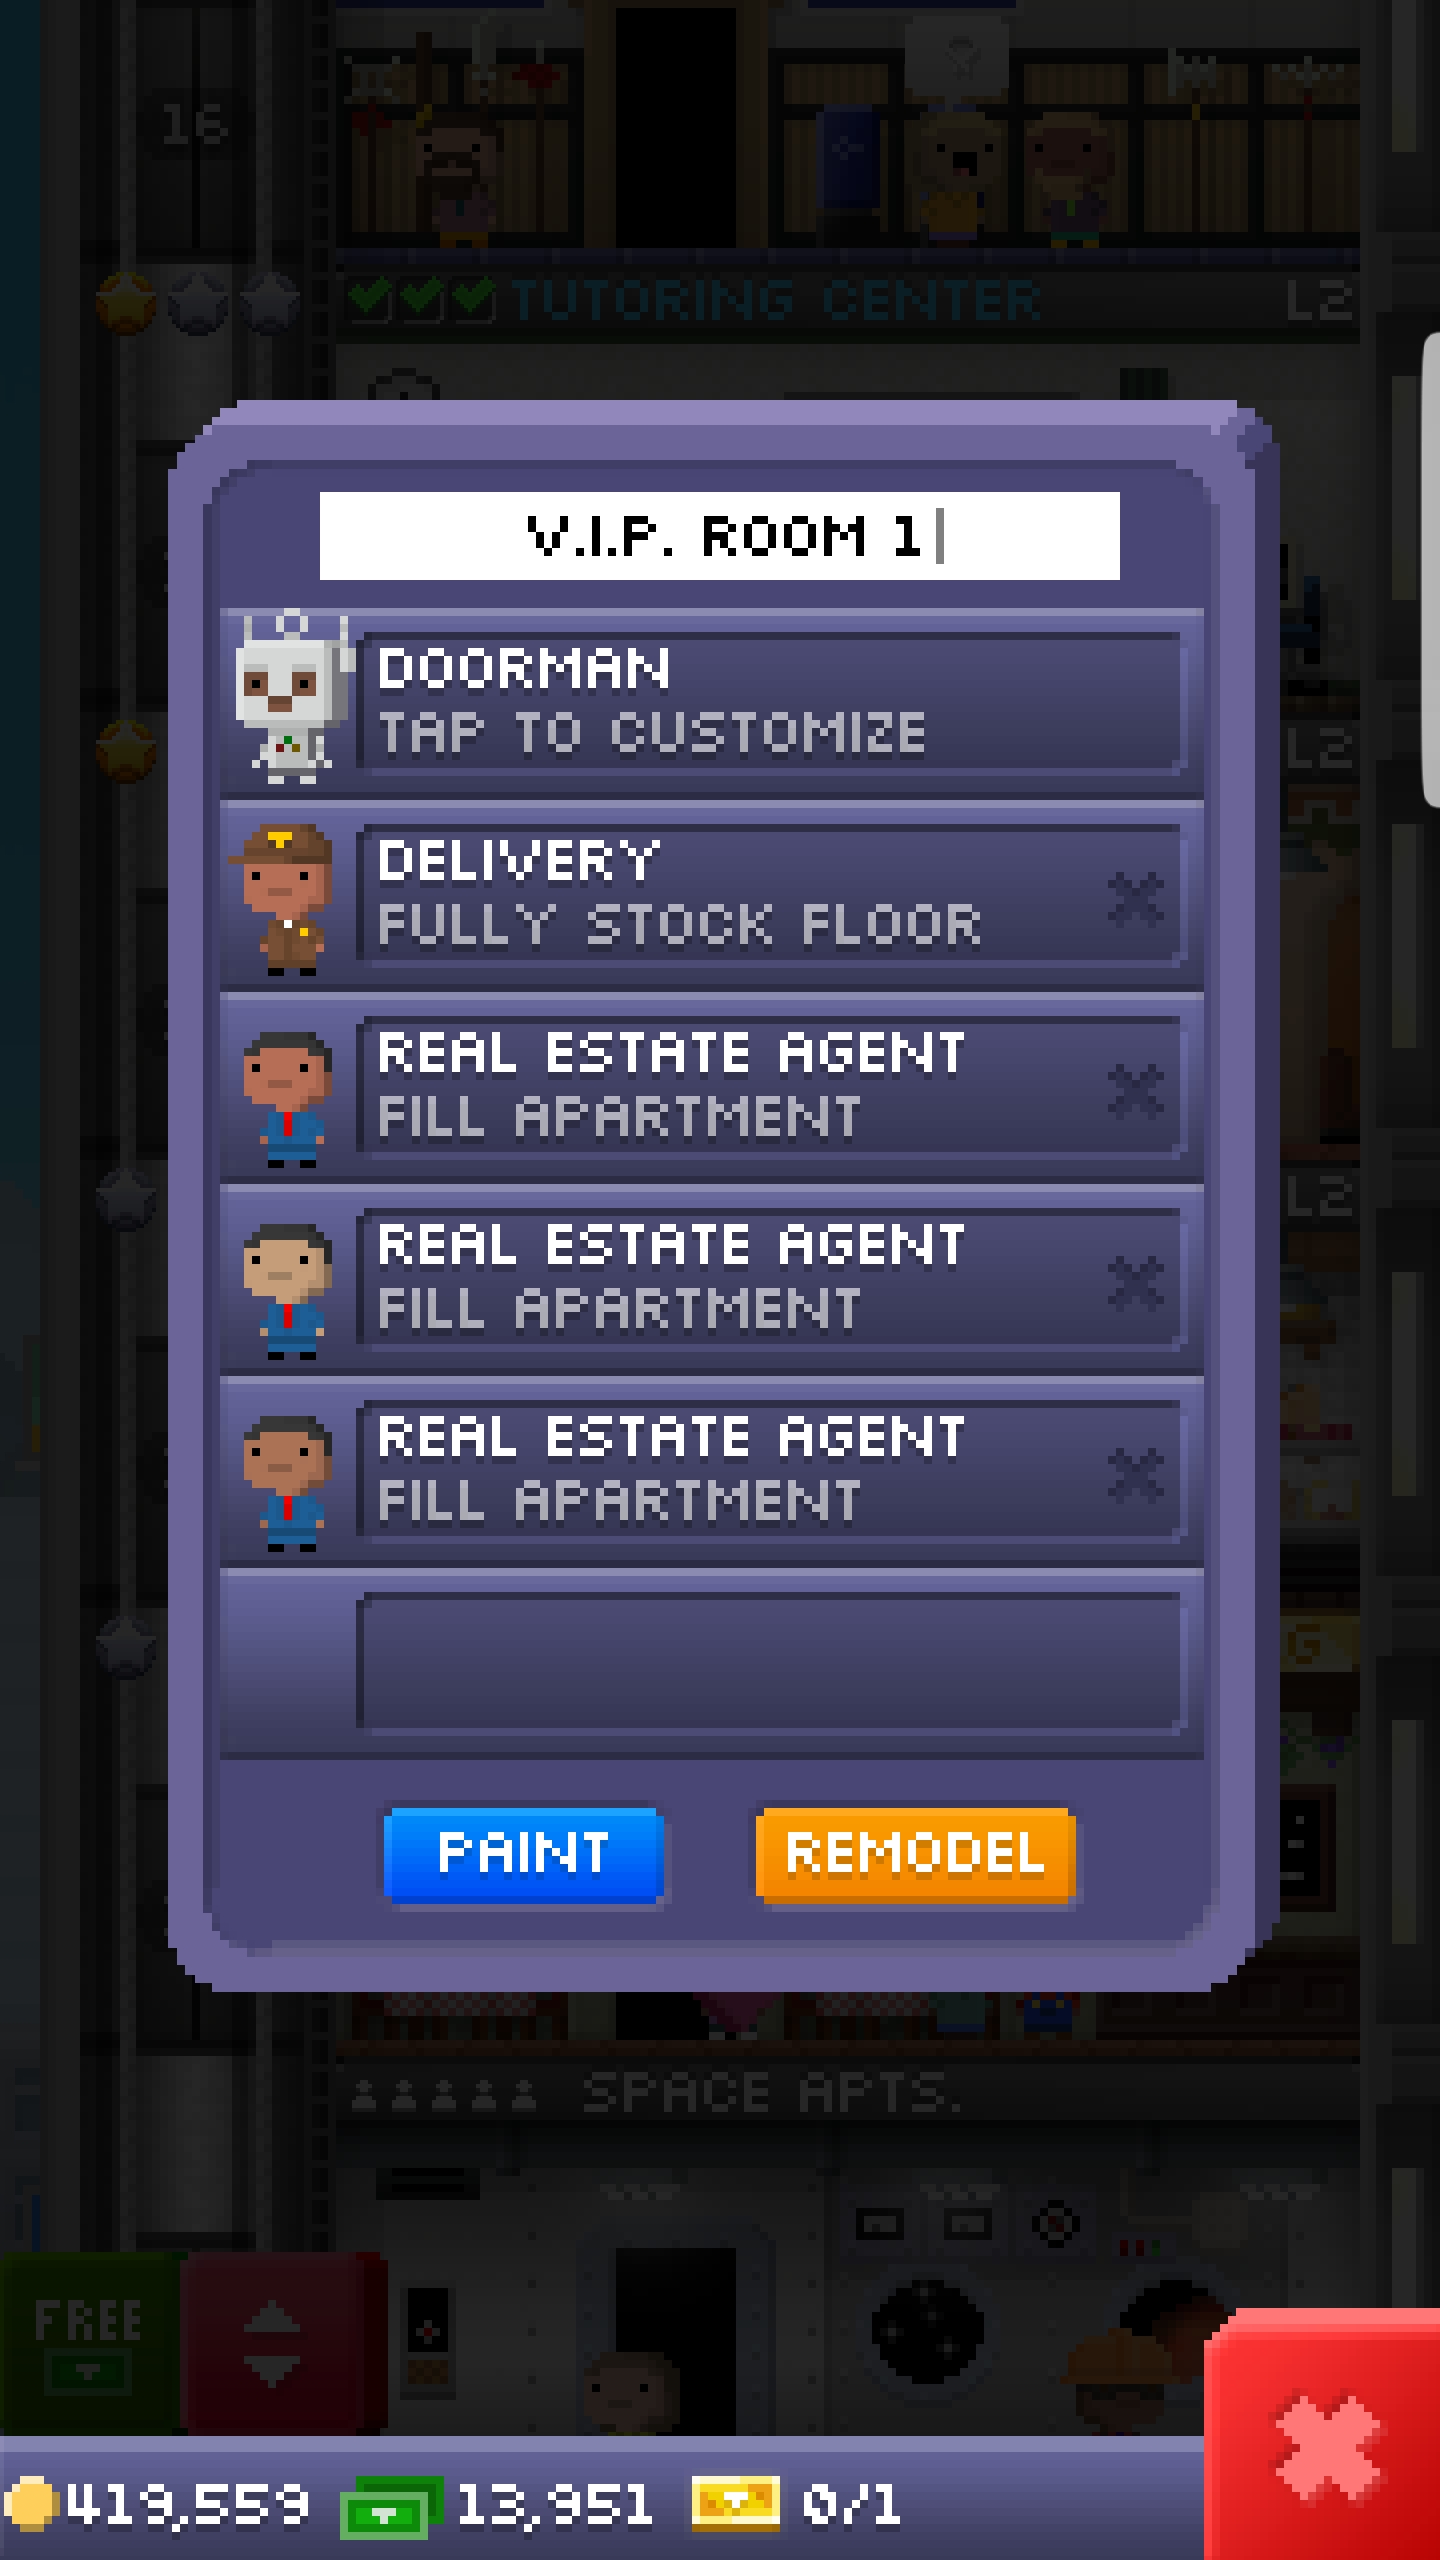 16
TUTORING CENTER L2
V.I.P. ROOM 1
DOORMAN
TAP TO CUSTOMIZE
L2
DELIVERY
FULLY STOCK FLOOR
REAL ESTATE AGENT
FILL APARTMENT
L2
REAL ESTATE AGENT
FILL APARTMENT
REAL ESTATE AGENT
FILL APARTMENT
G
PAINT REMODEL
SPACE APTS.
FREE
419,559 13,951 0/1